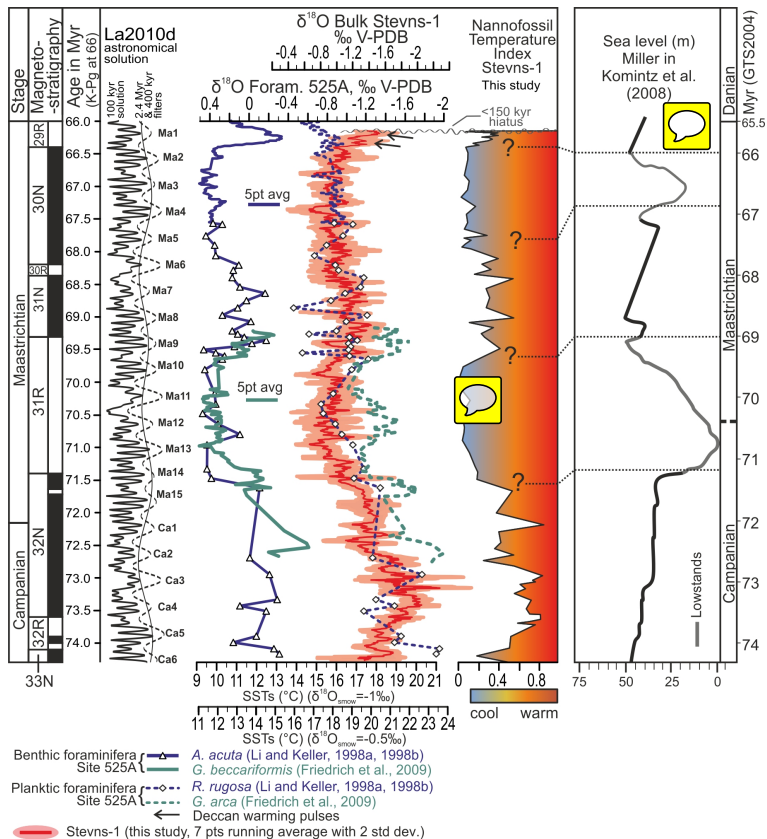 La2010d
astronomical
solution
δ¹⁸O Bulk Stevns-1
‰ V-PDB
-0.4 -0.8 -1.2 -1.6 -2
δ¹⁸O Foram. 525A, ‰ V-PDB
0.4 0 -0.4 -0.8 -1.2 -1.6 -2
Nannofossil
Temperature
Index
Stevns-1
This study
<150 kyr
hiatus
Sea level (m)
Miller in
Komintz et al.
(2008)
Stage
Magneto-
-stratigraphy
Age in Myr
(K-Pg at 66)
100 kyr
solution
2.4 Myr
& 400 kyr
filters
Danian
Myr (GTS2004)
Maastrichtian
Campanian
29R
30N
30R
31N
31R
32N
32R
33N
66.0
66.5
67.0
67.5
68.0
68.5
69.0
69.5
70.0
70.5
71.0
71.5
72.0
72.5
73.0
73.5
74.0
Ma1
Ma2
Ma3
Ma4
Ma5
Ma6
Ma7
Ma8
Ma9
Ma10
Ma11
Ma12
Ma13
Ma14
Ma15
Ca1
Ca2
Ca3
Ca4
Ca5
Ca6
5pt avg
5pt avg
?
?
?
?
65.5
66
67
68
69
70
71
72
73
74
Maastrichtian
Campanian
Lowstands
9 10 11 12 13 14 15 16 17 18 19 20 21
SSTs (°C) (δ¹⁸Osmow=-1‰)
11 12 13 14 15 16 17 18 19 20 21 22 23 24
SSTs (°C) (δ¹⁸Osmow=-0.5‰)
0 0.4 0.8
cool warm
75 50 25 0
Benthic foraminifera
Site 525A
A. acuta (Li and Keller, 1998a, 1998b)
G. beccariformis (Friedrich et al., 2009)
Planktic foraminifera
Site 525A
R. rugosa (Li and Keller, 1998a, 1998b)
G. arca (Friedrich et al., 2009)
Deccan warming pulses
Stevns-1 (this study, 7 pts running average with 2 std dev.)